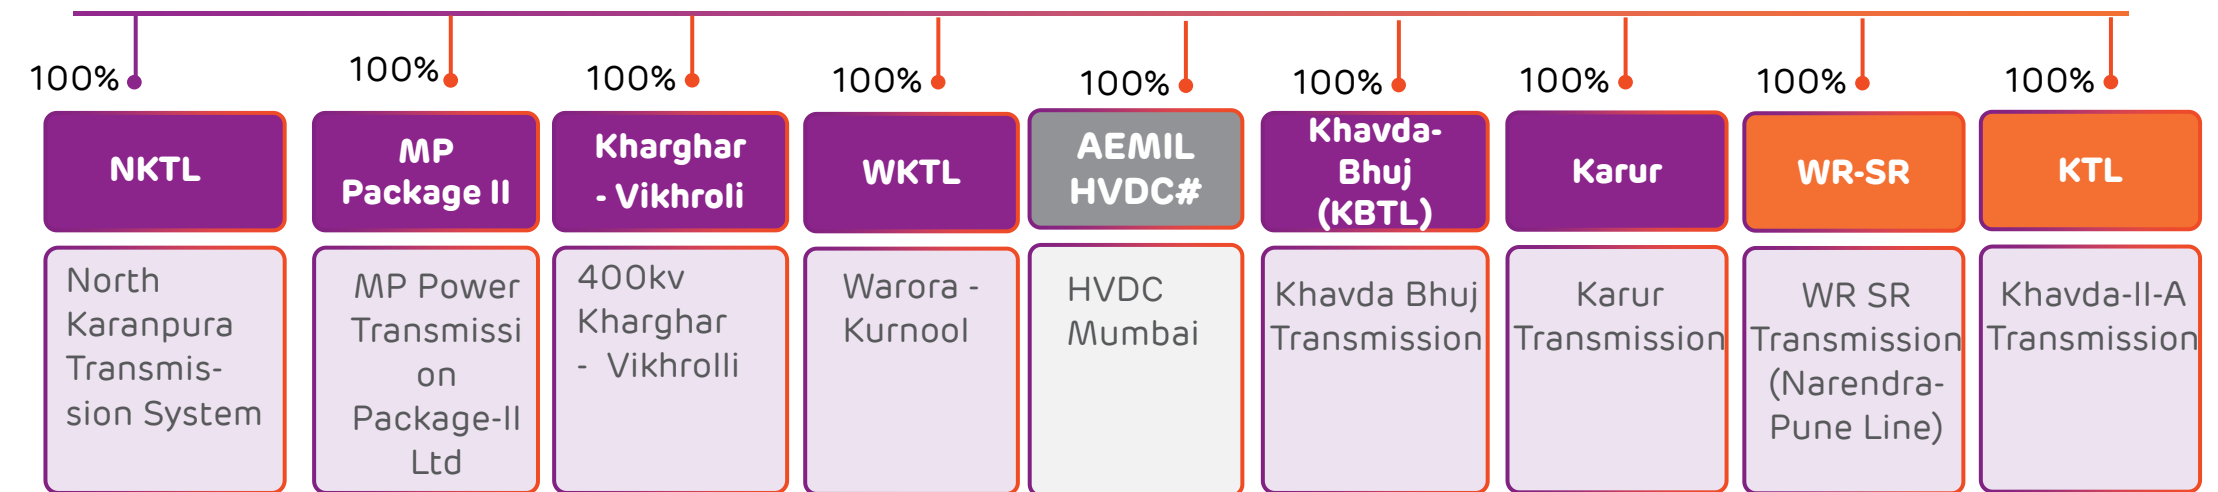 100%
100%
100%
100%
100%
100%
100%
100%
100%
NKTL
MP
Package II
Kharghar
- Vikhroli
WKTL
AEMIL
HVDC#
Khavda-
Bhuj
(KBTL)
Karur
WR-SR
KTL
North
Karanpura
Transmis-
sion System
MP Power
Transmissi
on
Package-II
Ltd
400kv
Kharghar
- Vikhrolli
Warora -
Kurnool
HVDC
Mumbai
Khavda Bhuj
Transmission
Karur
Transmission
WR SR
Transmission
(Narendra-
Pune Line)
Khavda-II-A
Transmission